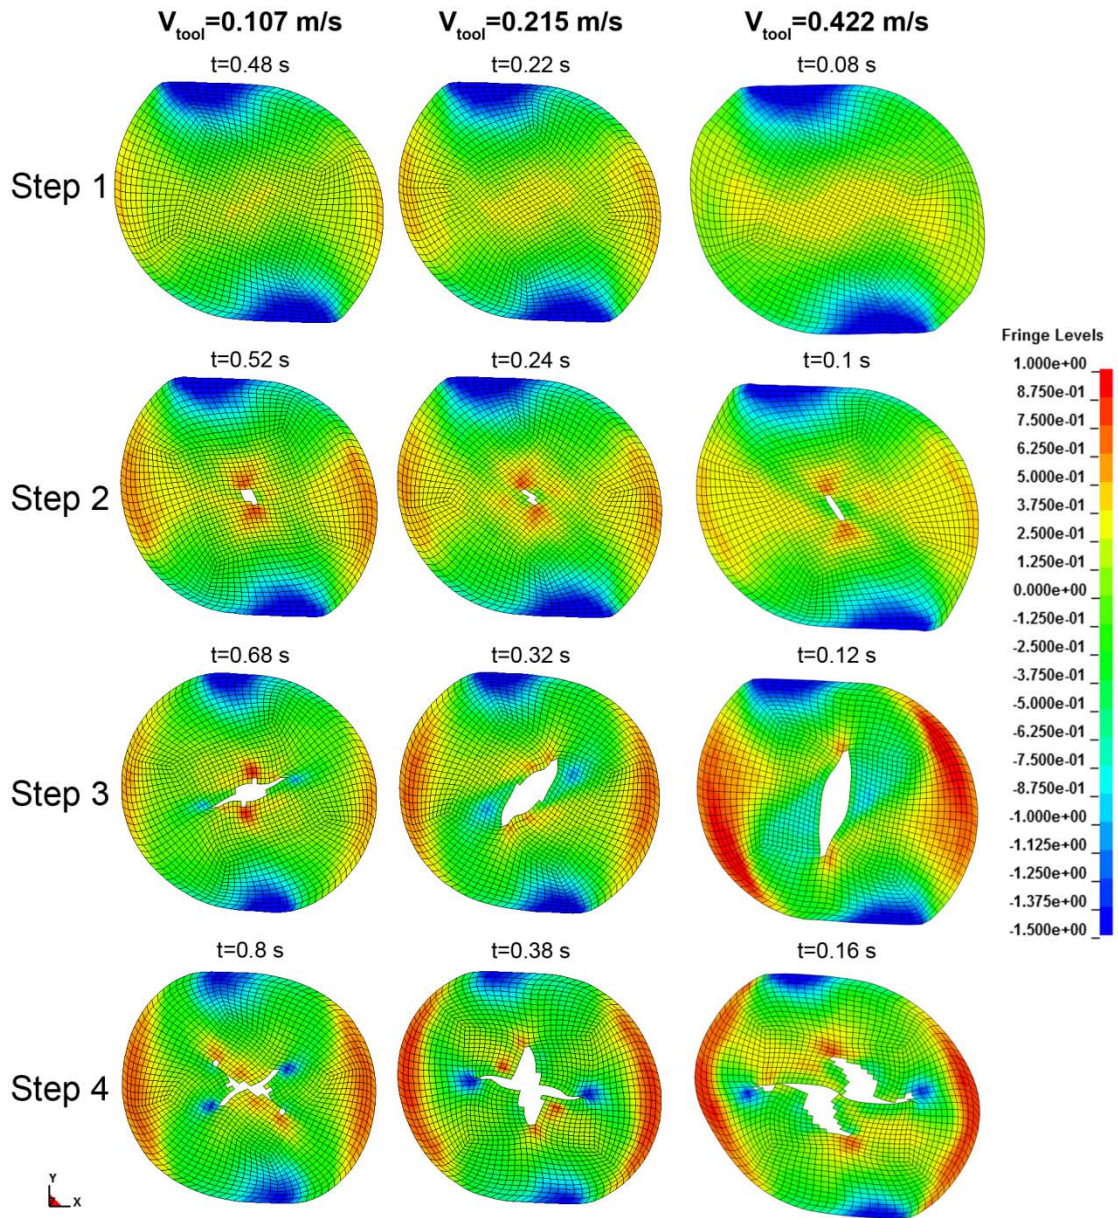 V_tool=0.107 m/s V_tool=0.215 m/s V_tool=0.422 m/s
t=0.48 s t=0.22 s t=0.08 s
Step 1
t=0.52 s t=0.24 s t=0.1 s
Step 2
t=0.68 s t=0.32 s t=0.12 s
Step 3
t=0.8 s t=0.38 s t=0.16 s
Step 4
Fringe Levels
1.000e+00
8.750e-01
7.500e-01
6.250e-01
5.000e-01
3.750e-01
2.500e-01
1.250e-01
0.000e+00
-1.250e-01
-2.500e-01
-3.750e-01
-5.000e-01
-6.250e-01
-7.500e-01
-8.750e-01
-1.000e+00
-1.125e+00
-1.250e+00
-1.375e+00
-1.500e+00
Y
X